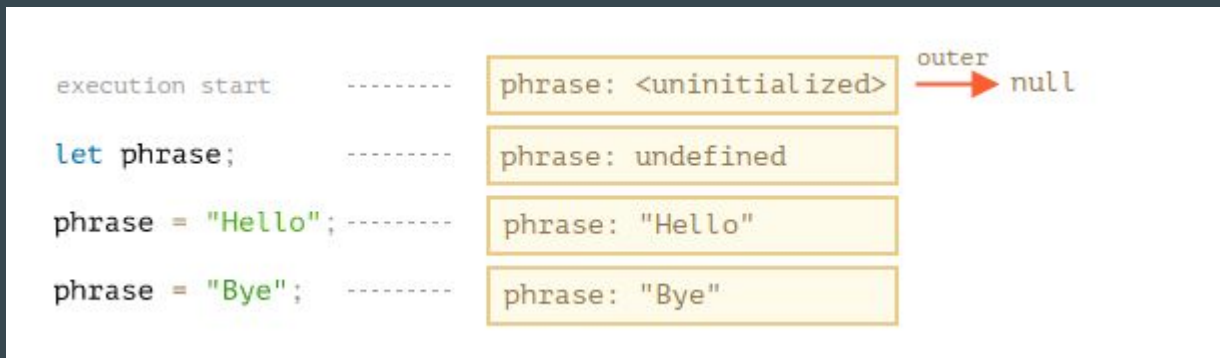 execution start --------- phrase: <uninitialized> outer null
let phrase; --------- phrase: undefined
phrase = "Hello"; --------- phrase: "Hello"
phrase = "Bye"; --------- phrase: "Bye"